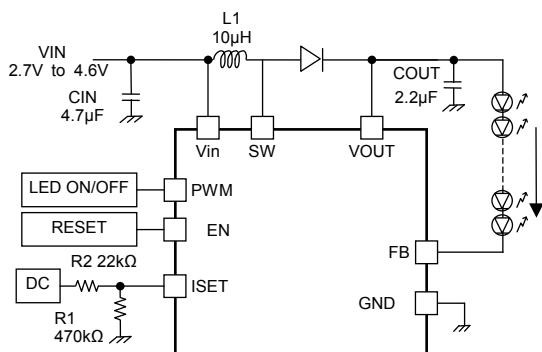 L1
10µH
VIN
2.7V to 4.6V
CIN
4.7µF
COUT
2.2µF
Vin
SW
VOUT
LED ON/OFF
PWM
RESET
EN
FB
R2 22kΩ
DC
ISET
GND
R1
470kΩ